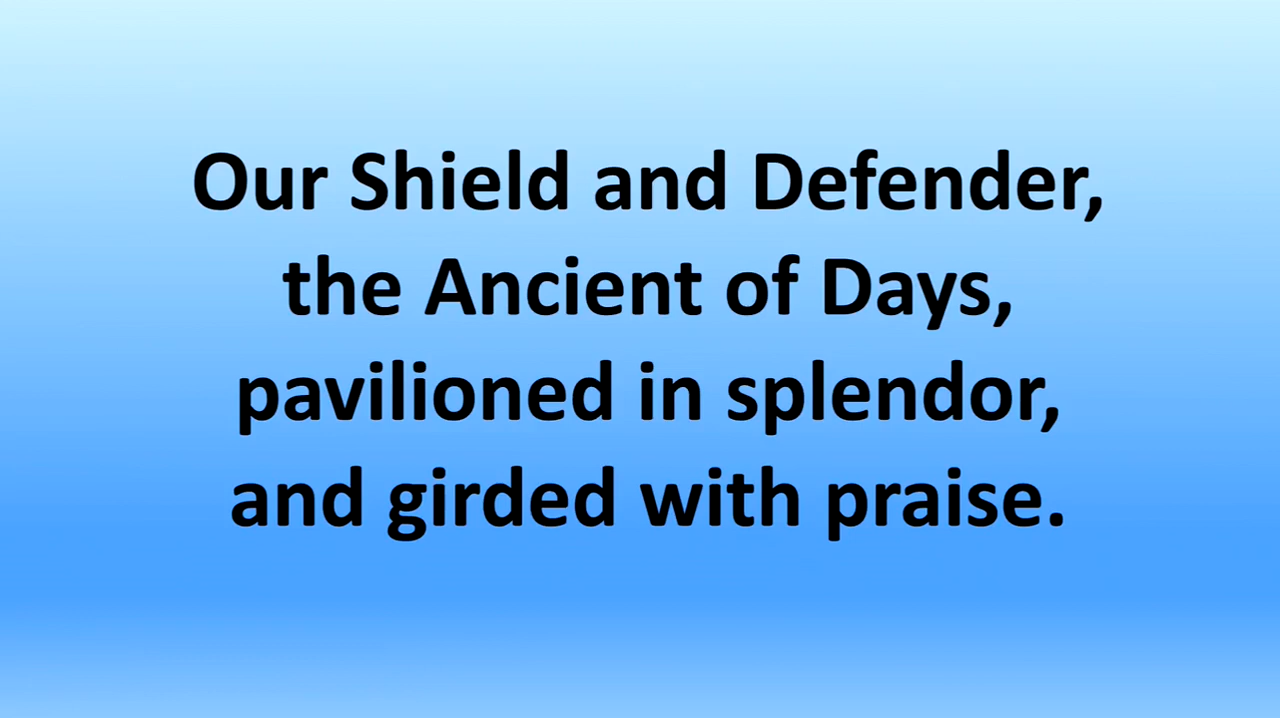 Our Shield and Defender,
the Ancient of Days,
pavilioned in splendor,
and girded with praise.